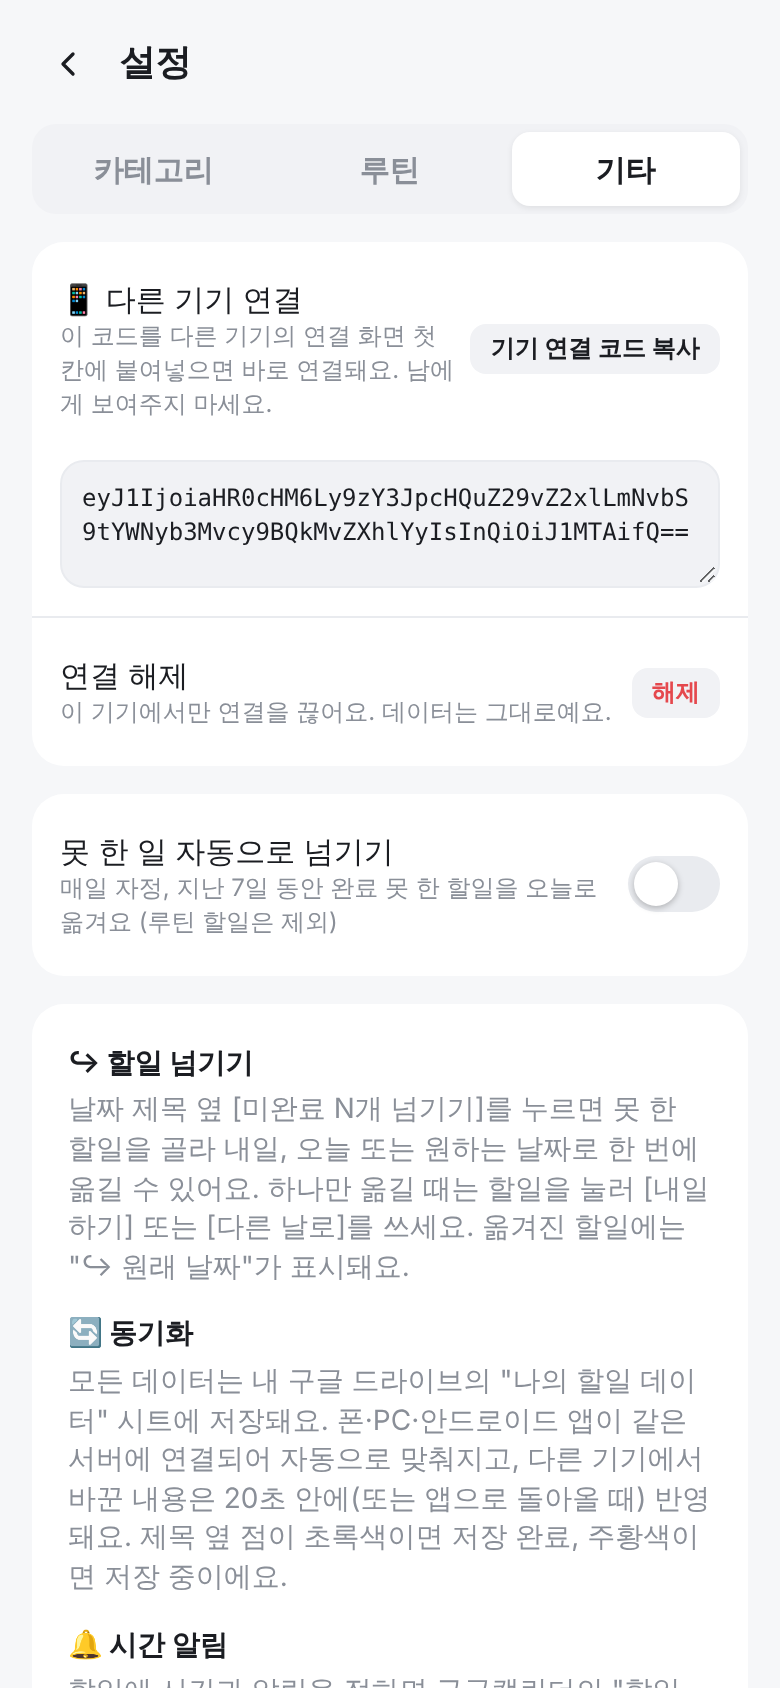 설정
카테고리
루틴
기타
📱 다른 기기 연결
이 코드를 다른 기기의 연결 화면 첫
칸에 붙여넣으면 바로 연결돼요. 남에
게 보여주지 마세요.
기기 연결 코드 복사
eyJ1IjoiaHR0cHM6Ly9zY3JpcHQuZ29vZ2xlLmNvbS
9tYWNyb3Mvcy9BQkMvZXhlYyIsInQiOiJ1MTAifQ==
연결 해제
이 기기에서만 연결을 끊어요. 데이터는 그대로예요.
해제
못 한 일 자동으로 넘기기
매일 자정, 지난 7일 동안 완료 못 한 할일을 오늘로
옮겨요 (루틴 할일은 제외)
↪ 할일 넘기기
날짜 제목 옆 [미완료 N개 넘기기]를 누르면 못 한
할일을 골라 내일, 오늘 또는 원하는 날짜로 한 번에
옮길 수 있어요. 하나만 옮길 때는 할일을 눌러 [내일
하기] 또는 [다른 날로]를 쓰세요. 옮겨진 할일에는
"↪ 원래 날짜"가 표시돼요.
🔄 동기화
모든 데이터는 내 구글 드라이브의 "나의 할일 데이
터" 시트에 저장돼요. 폰·PC·안드로이드 앱이 같은
서버에 연결되어 자동으로 맞춰지고, 다른 기기에서
바꾼 내용은 20초 안에(또는 앱으로 돌아올 때) 반영
돼요. 제목 옆 점이 초록색이면 저장 완료, 주황색이
면 저장 중이에요.
🔔 시간 알림